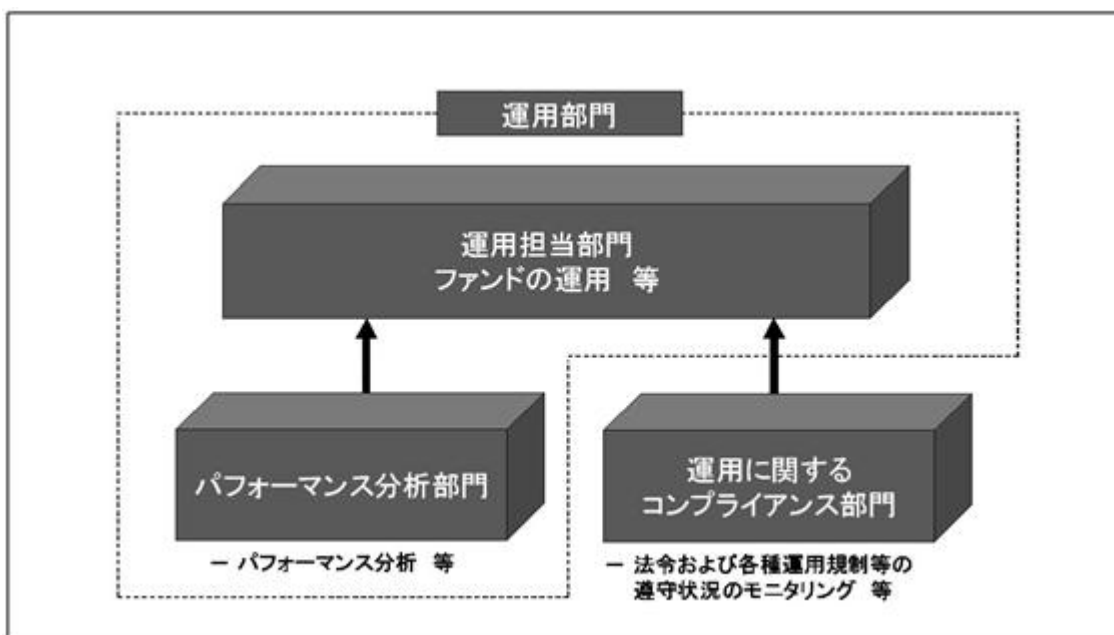 運用部門
運用担当部門
ファンドの運用 等
パフォーマンス分析部門
― パフォーマンス分析 等
運用に関する
コンプライアンス部門
― 法令および各種運用規制等の
遵守状況のモニタリング 等